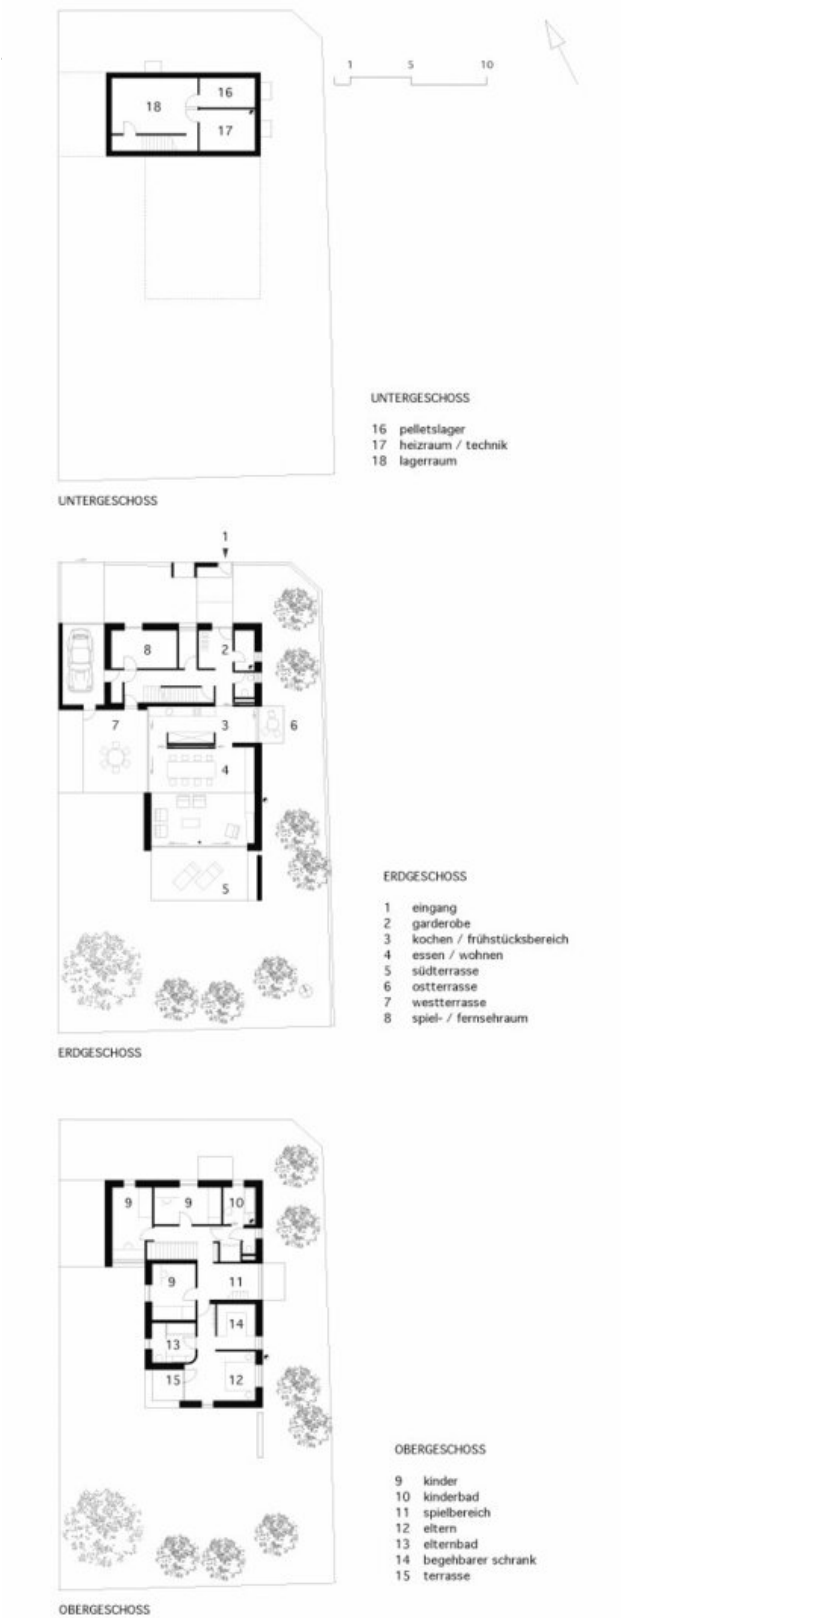 1 5 10
16
18
17
UNTERGESCHOSS
16 pelletslager
17 heizraum / technik
18 lagerraum
UNTERGESCHOSS
1
8
2
7
3
6
4
5
ERDGESCHOSS
1 eingang
2 garderobe
3 kochen / frühstücksbereich
4 essen / wohnen
5 südterrasse
6 ostterrasse
7 westterrasse
8 spiel- / fernsehraum
ERDGESCHOSS
9 9 10
9 11
14
13
15 12
OBERGESCHOSS
9 kinder
10 kinderbad
11 spielbereich
12 eltern
13 elternbad
14 begehbarer schrank
15 terrasse
OBERGESCHOSS